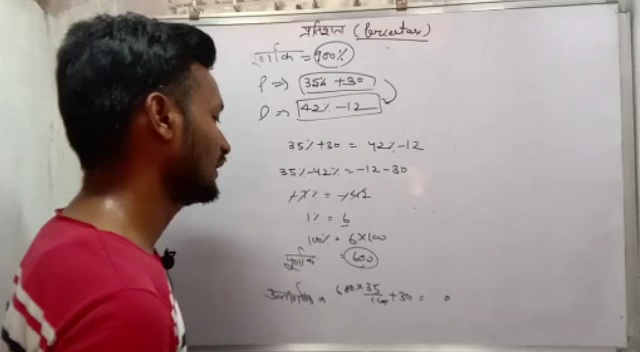 प्रतिशत (Percentage)
पूर्णांक = 100%
P ⇒ 35% + 30
D ⇒ 42% - 12
35% + 30 = 42% - 12
35% - 42% = -12 - 30
+7% = +42
1% = 6
100% = 6 × 100
पूर्णांक = 600
600 × 35/100 + 30 =